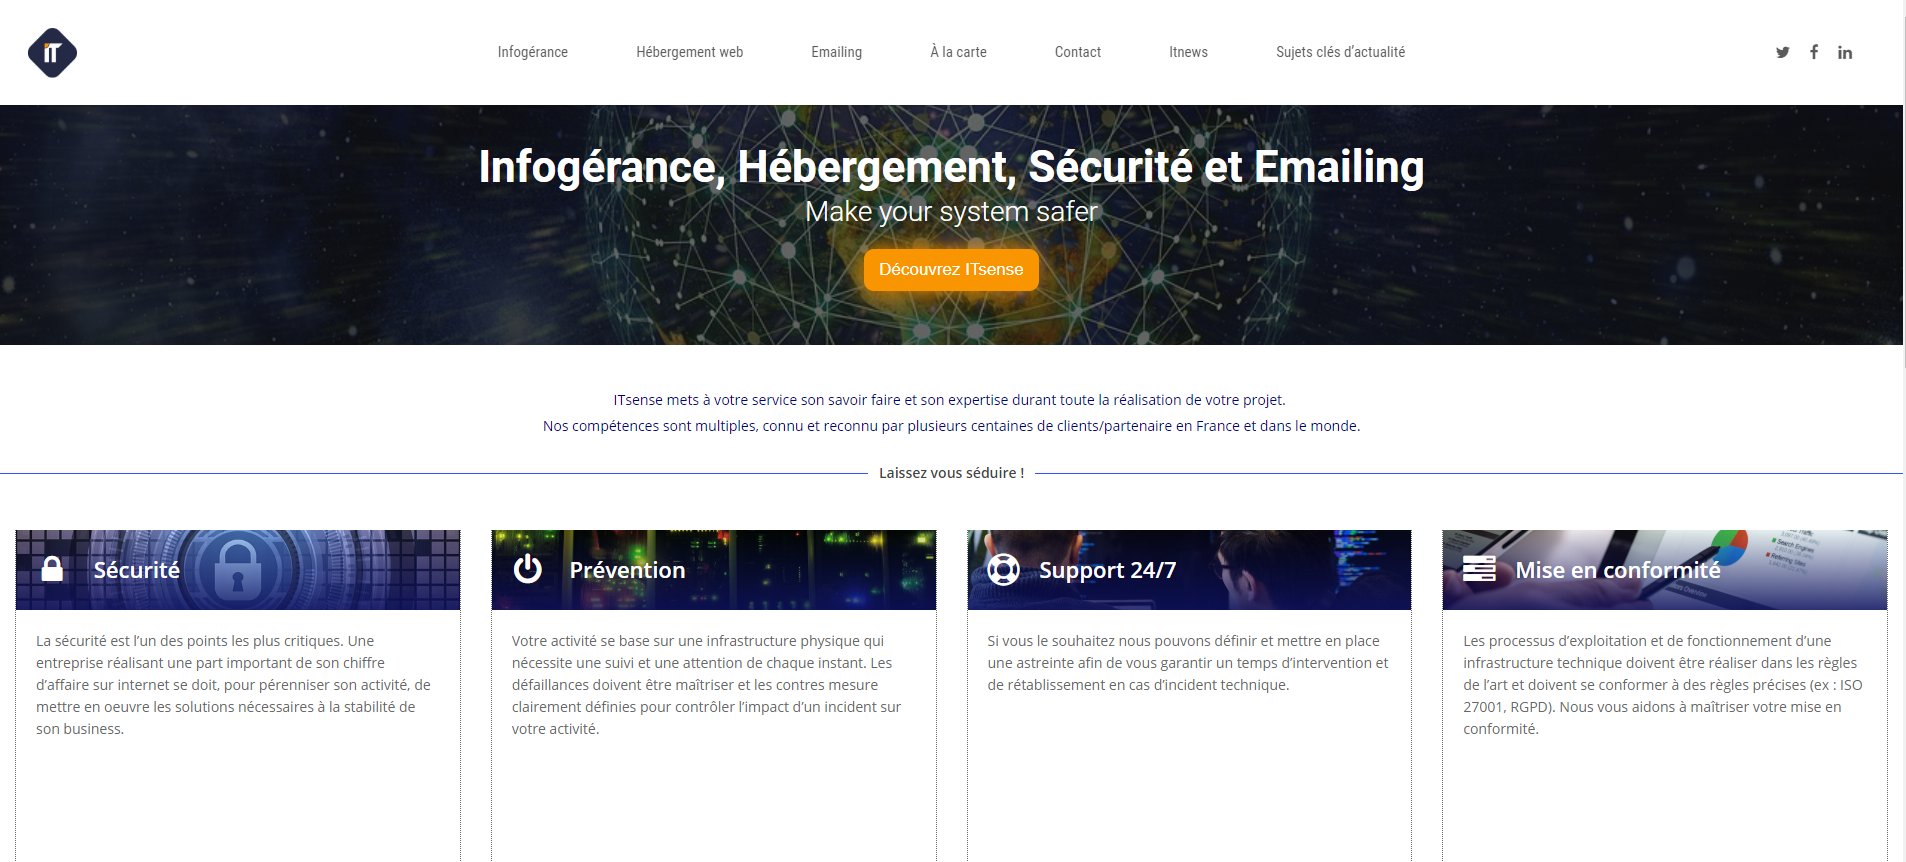 iT
Infogérance
Hébergement web
Emailing
À la carte
Contact
Itnews
Sujets clés d’actualité
Infogérance, Hébergement, Sécurité et Emailing
Make your system safer
Découvrez ITsense
ITsense mets à votre service son savoir faire et son expertise durant toute la réalisation de votre projet.
Nos compétences sont multiples, connu et reconnu par plusieurs centaines de clients/partenaire en France et dans le monde.
Laissez vous séduire !
Sécurité
La sécurité est l’un des points les plus critiques. Une
entreprise réalisant une part important de son chiffre
d’affaire sur internet se doit, pour pérenniser son activité, de
mettre en oeuvre les solutions nécessaires à la stabilité de
son business.
Prévention
Votre activité se base sur une infrastructure physique qui
nécessite une suivi et une attention de chaque instant. Les
défaillances doivent être maîtriser et les contres mesure
clairement définies pour contrôler l’impact d’un incident sur
votre activité.
Support 24/7
Si vous le souhaitez nous pouvons définir et mettre en place
une astreinte afin de vous garantir un temps d’intervention et
de rétablissement en cas d’incident technique.
Mise en conformité
Search Engines
Referring Sites
Les processus d’exploitation et de fonctionnement d’une
infrastructure technique doivent être réaliser dans les règles
de l’art et doivent se conformer à des règles précises (ex : ISO
27001, RGPD). Nous vous aidons à maîtriser votre mise en
conformité.